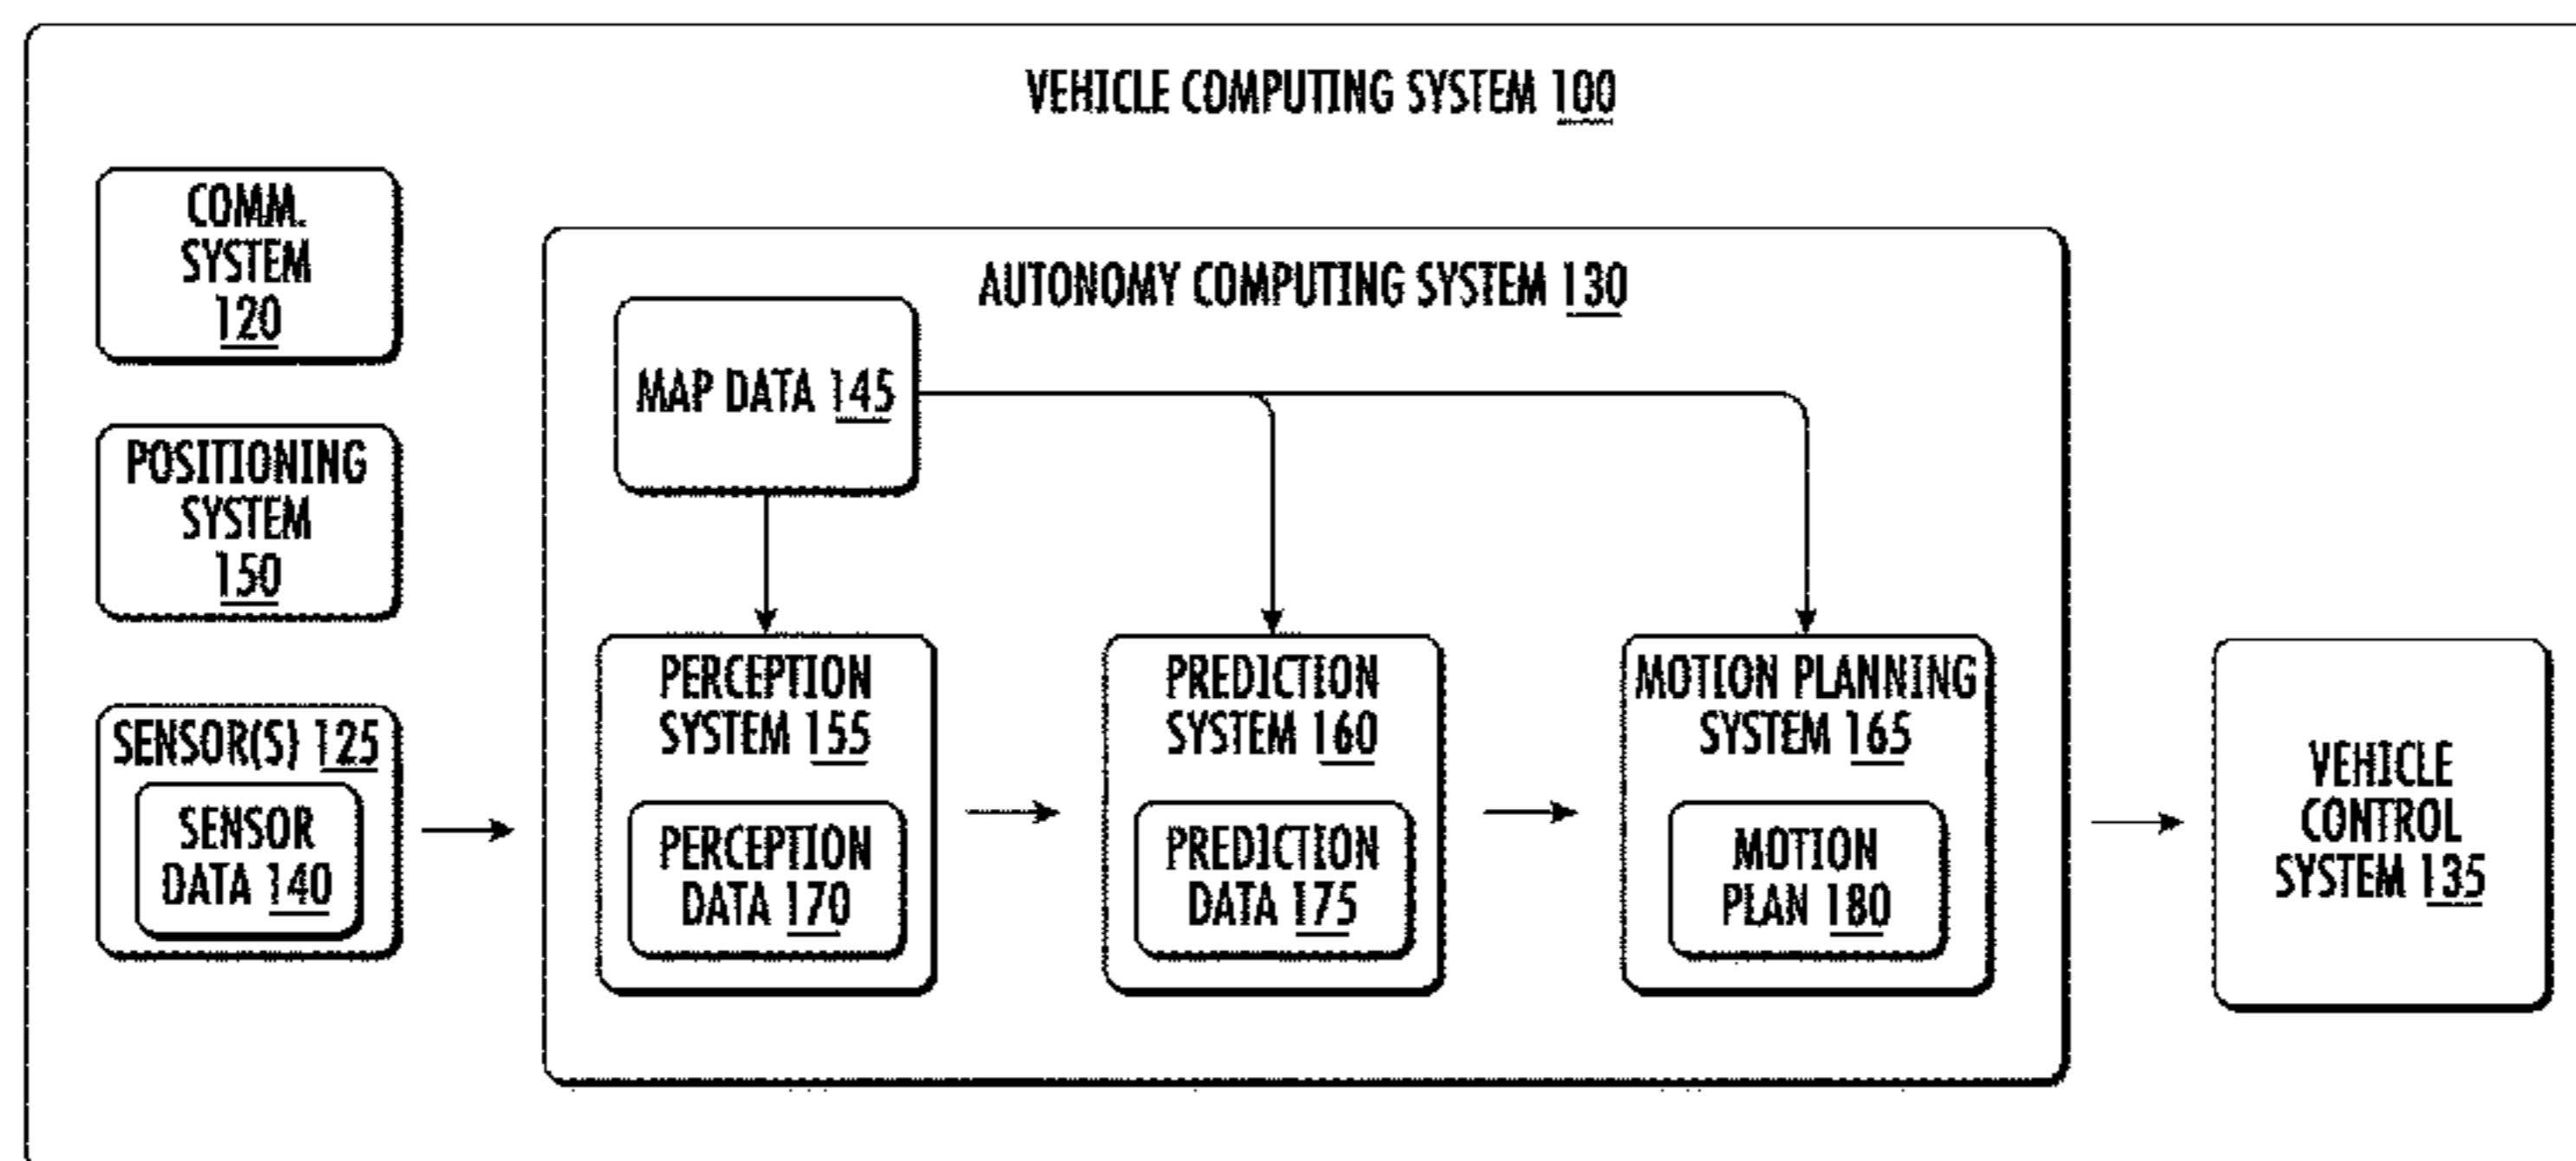 VEHICLE COMPUTING SYSTEM 100
COMM.
SYSTEM
120
POSITIONING
SYSTEM
150
SENSOR(S) 125
SENSOR
DATA 140
AUTONOMY COMPUTING SYSTEM 130
MAP DATA 145
PERCEPTION
SYSTEM 155
PERCEPTION
DATA 170
PREDICTION
SYSTEM 160
PREDICTION
DATA 175
MOTION PLANNING
SYSTEM 165
MOTION
PLAN 180
VEHICLE
CONTROL
SYSTEM 135